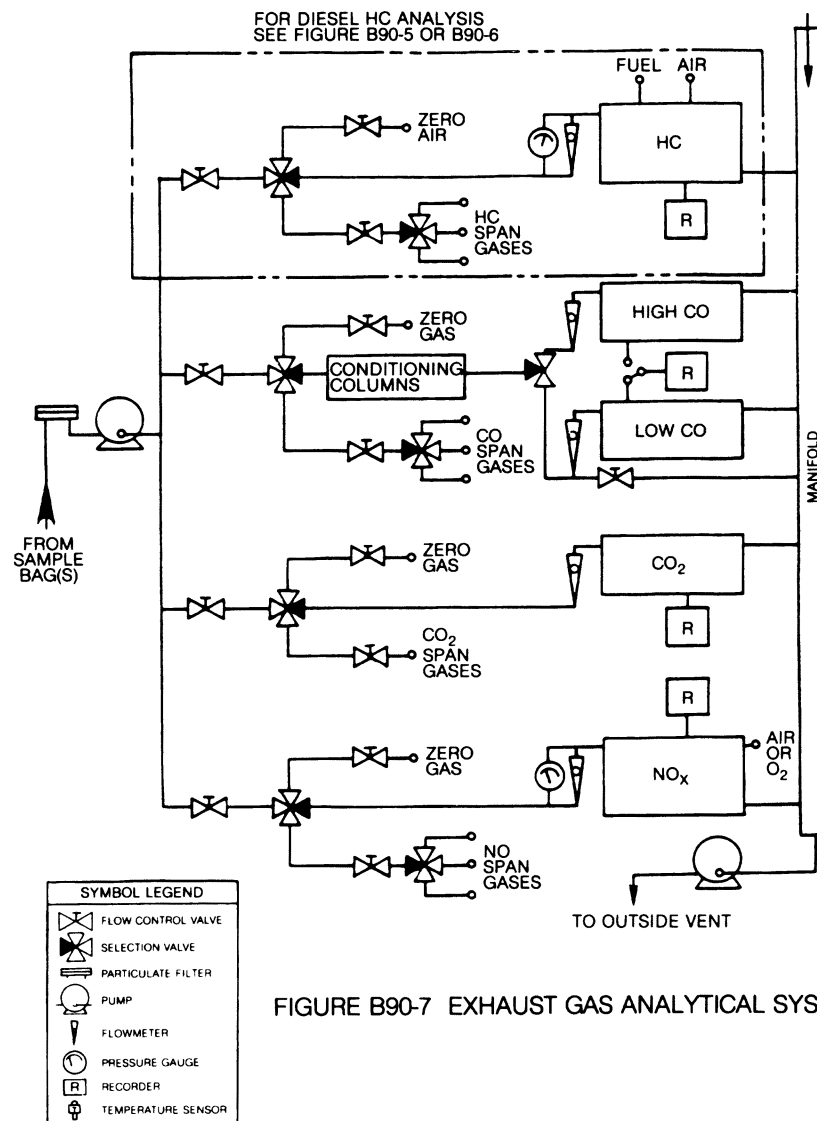 FOR DIESEL HC ANALYSIS
SEE FIGURE B90-5 OR B90-6
FUEL AIR
ZERO
AIR
HC
HC
SPAN
GASES
R
ZERO
GAS
HIGH CO
CONDITIONING
COLUMNS
R
CO
SPAN
GASES
LOW CO
MANIFOLD
FROM
SAMPLE
BAG(S)
ZERO
GAS
CO₂
CO₂
SPAN
GASES
R
R
ZERO
GAS
NOx
AIR
OR
O₂
NO
SPAN
GASES
TO OUTSIDE VENT
SYMBOL LEGEND
FLOW CONTROL VALVE
SELECTION VALVE
PARTICULATE FILTER
PUMP
FLOWMETER
PRESSURE GAUGE
R RECORDER
T TEMPERATURE SENSOR
FIGURE B90-7 EXHAUST GAS ANALYTICAL SYS